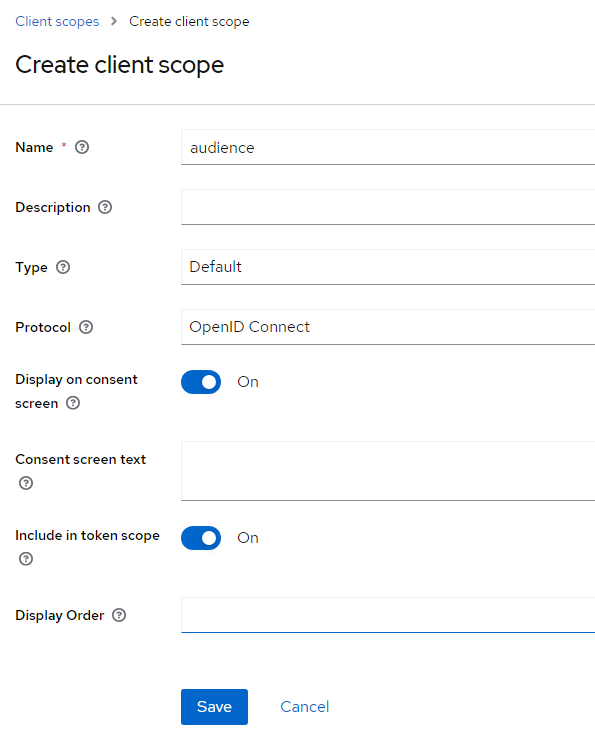 Client scopes > Create client scope
Create client scope
Name * audience
Description
Type Default
Protocol OpenID Connect
Display on consent
screen On
Consent screen text
Include in token scope On
Display Order
Save Cancel